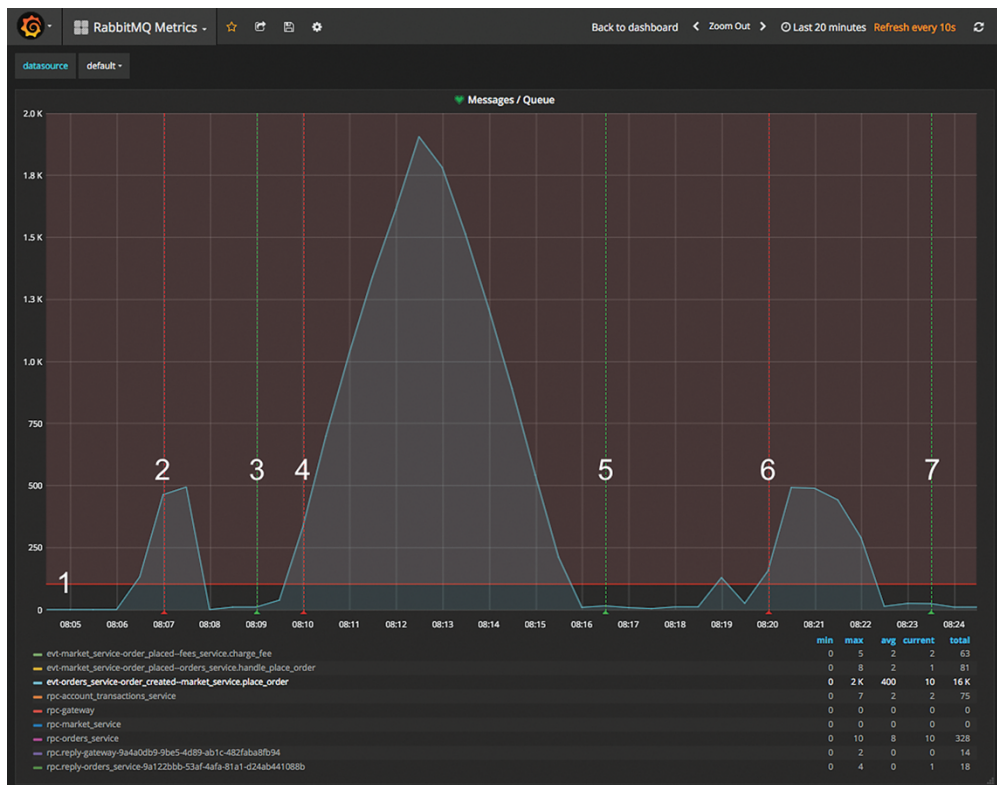 RabbitMQ Metrics
Back to dashboard Zoom Out Last 20 minutes Refresh every 10s
datasource default
Messages / Queue
2.0 K
1.8 K
1.5 K
1.3 K
1.0 K
750
2 3 4 5 6 7
500
250
1
0
08:05 08:06 08:07 08:08 08:09 08:10 08:11 08:12 08:13 08:14 08:15 08:16 08:17 08:18 08:19 08:20 08:21 08:22 08:23 08:24
min max avg current total
evt-market_service-order_placed--fees_service.charge_fee 0 5 2 2 63
evt-market_service-order_placed--orders_service.handle_place_order 0 8 2 1 81
evt-orders_service-order_created--market_service.place_order 0 2 K 400 10 16 K
rpc-account_transactions_service 0 7 2 2 75
rpc-gateway 0 0 0 0 0
rpc-market_service 0 0 0 0 0
rpc-orders_service 0 10 8 10 328
rpc.reply-gateway-9a4a0db9-9be5-4d89-ab1c-482faba8fb94 0 2 0 0 14
rpc.reply-orders_service-9a122bbb-53af-4afa-81a1-d24ab441088b 0 4 0 1 18